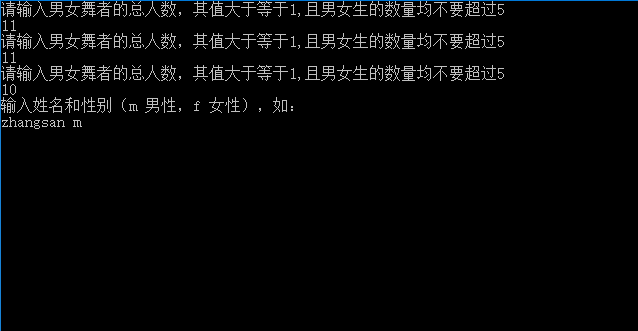 请输入男女舞者的总人数，其值大于等于1,且男女生的数量均不要超过5
11
请输入男女舞者的总人数，其值大于等于1,且男女生的数量均不要超过5
11
请输入男女舞者的总人数，其值大于等于1,且男女生的数量均不要超过5
10
输入姓名和性别（m 男性，f 女性），如：
zhangsan m